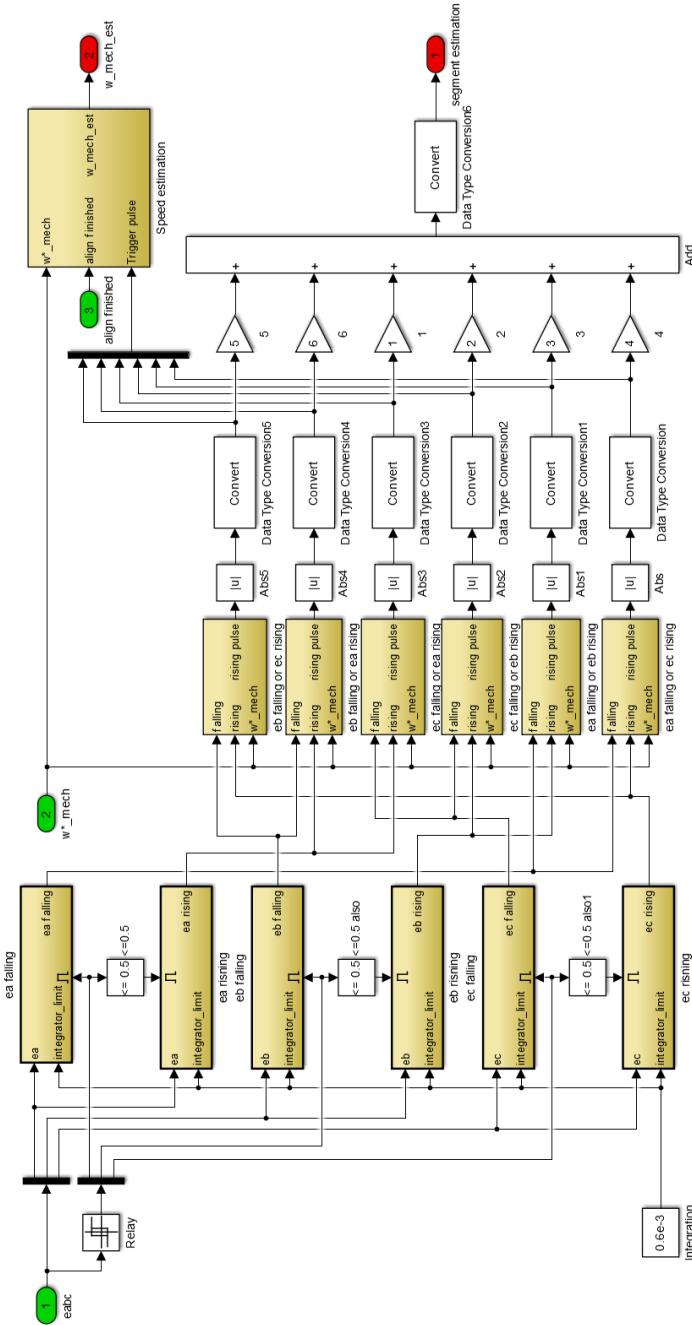 1
eabc
Relay
0.6e-3
Integration
ea falling
ea
integrator_limit
ea falling
<= 0.5
<=0.5
ea
integrator_limit
ea rising
ea risning
eb falling
eb
integrator_limit
eb falling
<= 0.5
<=0.5 also
eb
integrator_limit
eb rising
eb risning
ec falling
ec
integrator_limit
ec falling
<= 0.5
<=0.5 also1
ec
integrator_limit
ec rising
ec risning
2
w*_mech
falling
rising
w*_mech
rising pulse
eb falling or ec rising
falling
rising
w*_mech
rising pulse
eb falling or ea rising
falling
rising
w*_mech
rising pulse
ec falling or ea rising
falling
rising
w*_mech
rising pulse
ec falling or eb rising
falling
rising
w*_mech
rising pulse
ea falling or eb rising
falling
rising
w*_mech
rising pulse
ea falling or ec rising
|u|
Abs5
|u|
Abs4
|u|
Abs3
|u|
Abs2
|u|
Abs1
|u|
Abs
Convert
Data Type Conversion5
Convert
Data Type Conversion4
Convert
Data Type Conversion3
Convert
Data Type Conversion2
Convert
Data Type Conversion1
Convert
Data Type Conversion
3
align finished
5
5
6
6
1
1
2
2
3
3
4
4
w*_mech
align finished
Trigger pulse
w_mech_est
Speed estimation
+
+
+
+
+
+
Add
Convert
Data Type Conversion6
2
w_mech_est
1
segment estimation